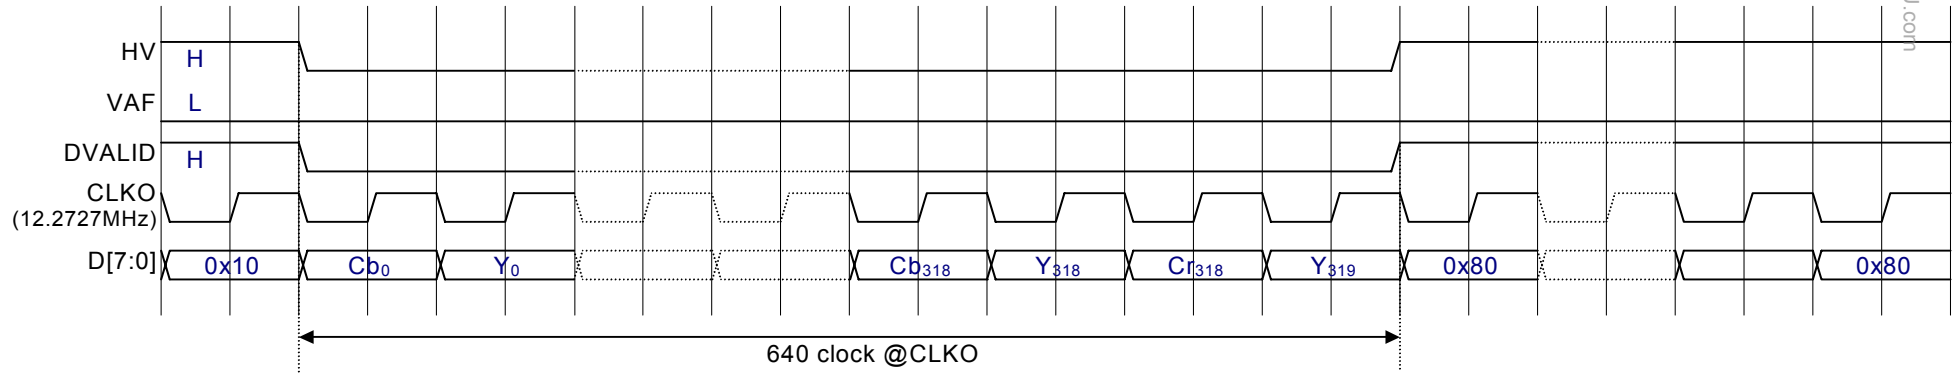 J.com
HV H
VAF L
DVALID H
CLKO
(12.2727MHz)
D[7:0] 0x10 Cb0 Y0 Cb318 Y318 Cr318 Y319 0x80 0x80
640 clock @CLKO